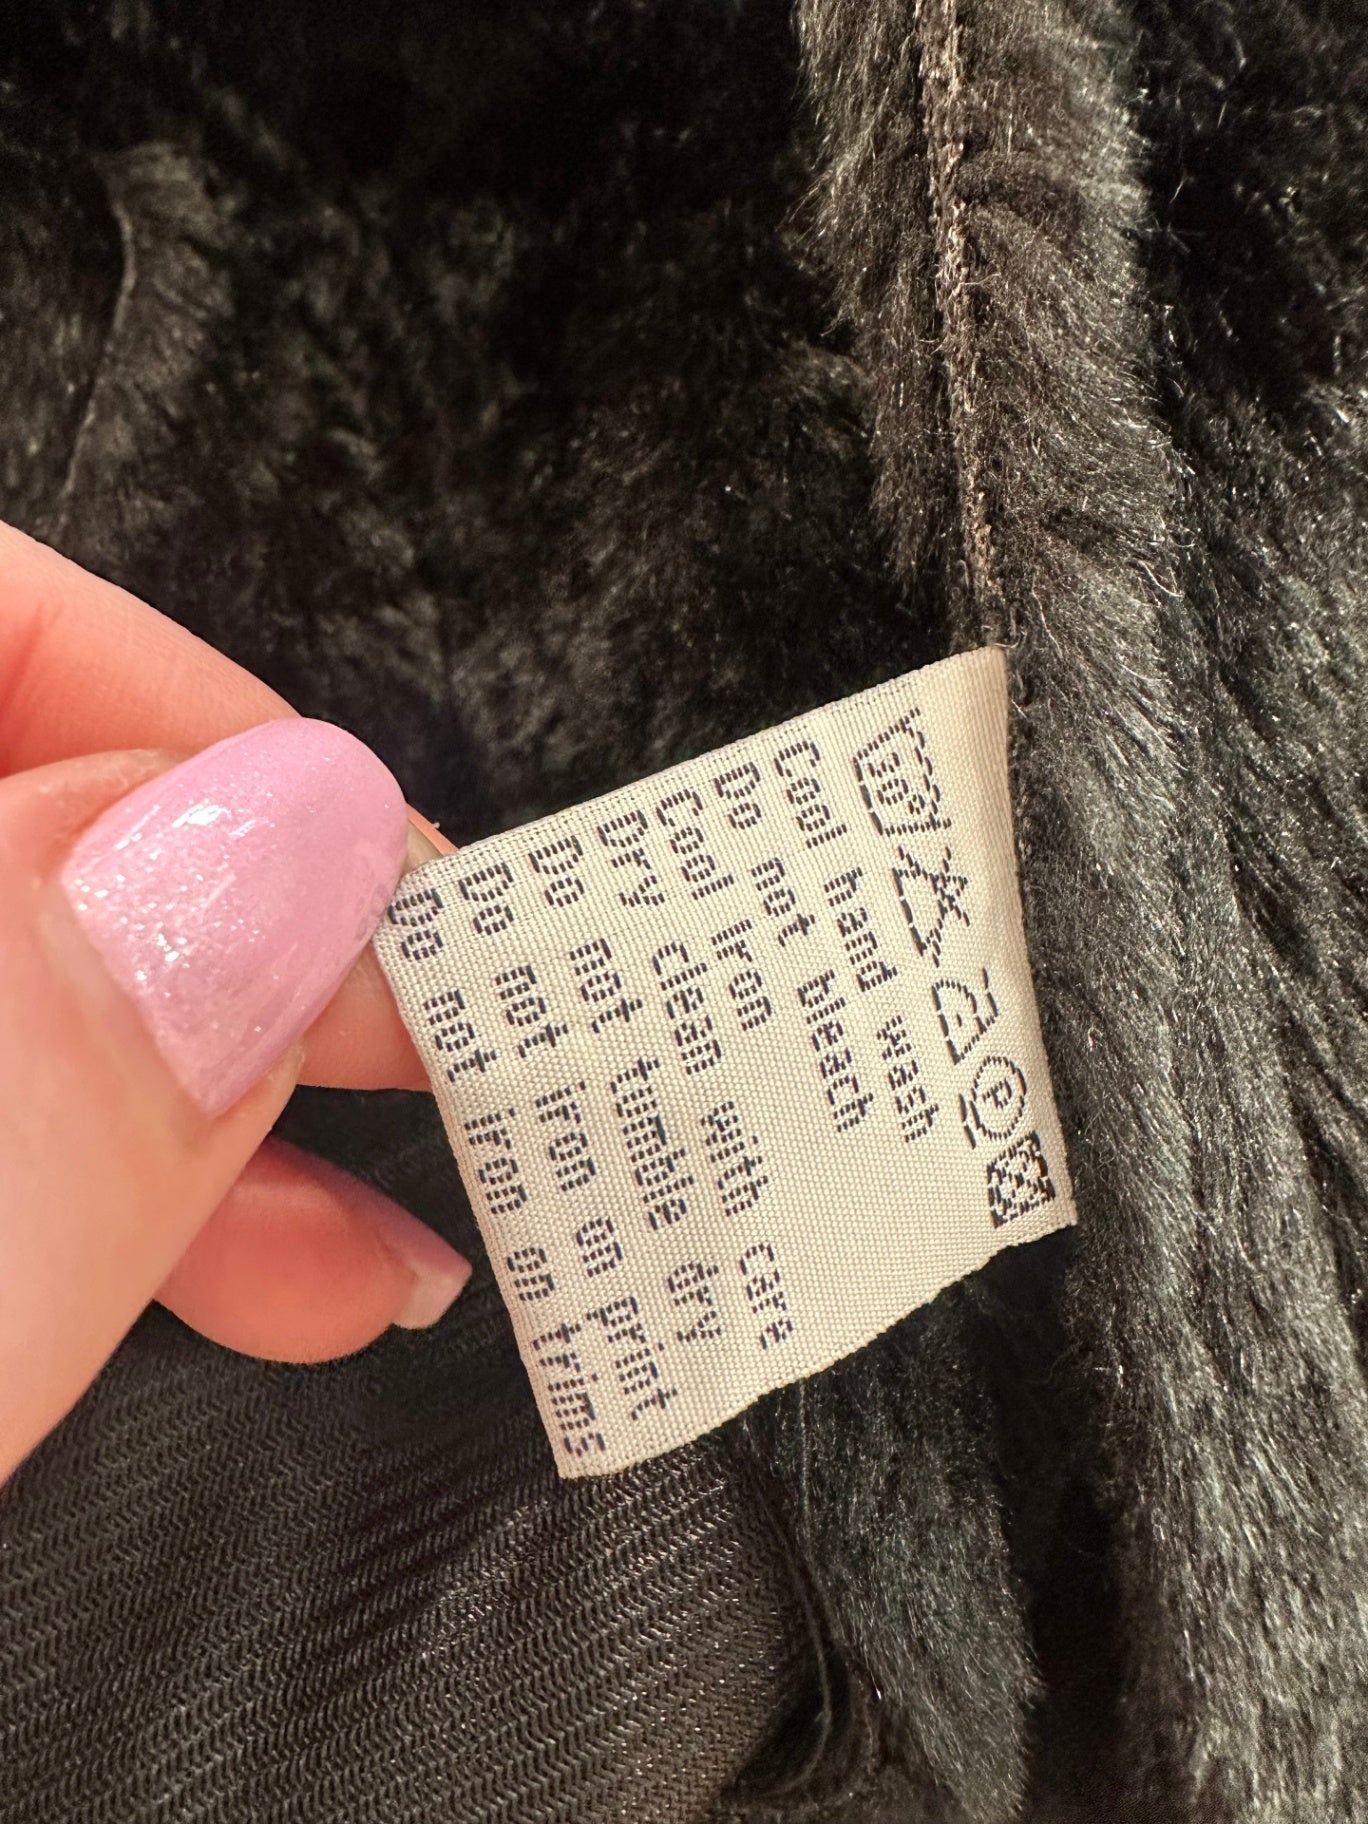 30°
P
Cool hand wash
Do not bleach
Cool iron
Dry clean with care
Do not tumble dry
Do not iron on print
Do not iron on trims